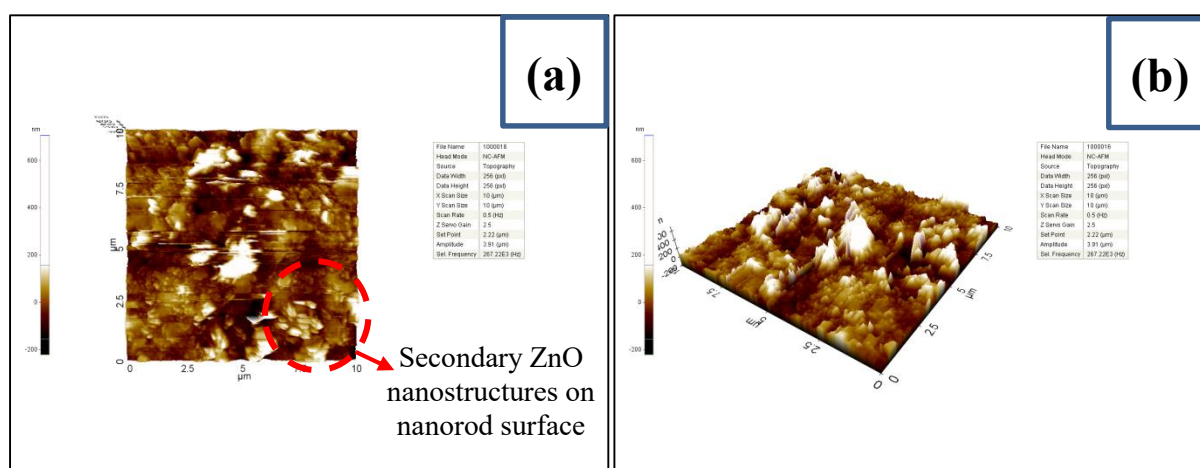 (a)
nm
600
400
200
0
-200
10
7.5
5
2.5
0
µm
0 2.5 5 7.5 10
µm
File Name 1000016
Head Mode NC-AFM
Source Topography
Data Width 256 (pxl)
Data Height 256 (pxl)
X Scan Size 10 (µm)
Y Scan Size 10 (µm)
Scan Rate 0.5 (Hz)
Z Servo Gain 2.5
Set Point 2.22 (µm)
Amplitude 3.91 (µm)
Sel. Frequency 267.22E3 (Hz)
Secondary ZnO
nanostructures on
nanorod surface
(b)
nm
600
400
200
0
-200
7.5
5
2.5
0
µm
0
2.5
5
7.5
10
µm
File Name 1000016
Head Mode NC-AFM
Source Topography
Data Width 256 (pxl)
Data Height 256 (pxl)
X Scan Size 10 (µm)
Y Scan Size 10 (µm)
Scan Rate 0.5 (Hz)
Z Servo Gain 2.5
Set Point 2.22 (µm)
Amplitude 3.91 (µm)
Sel. Frequency 267.22E3 (Hz)